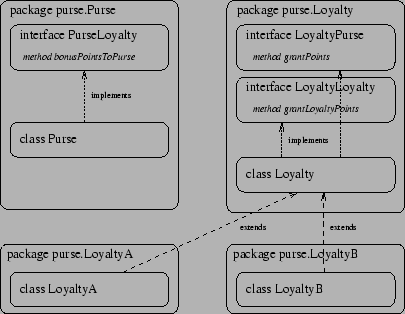 package purse.Purse
interface PurseLoyalty
method bonusPointsToPurse
implements
class Purse
package purse.Loyalty
interface LoyaltyPurse
method grantPoints
interface LoyaltyLoyalty
method grantLoyaltyPoints
implements
class Loyalty
extends
extends
package purse.LoyaltyA
class LoyaltyA
package purse.LoyaltyB
class LoyaltyB